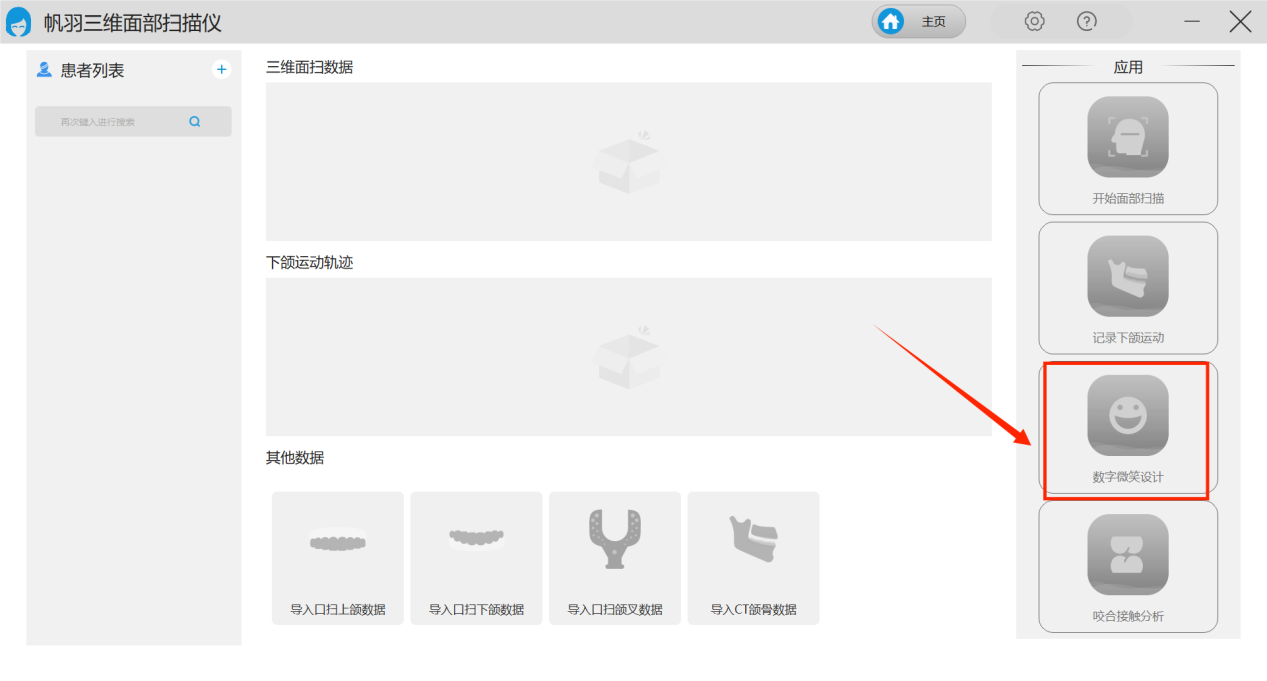 帆羽三维面部扫描仪
主页
患者列表
再次键入进行搜索
三维面扫数据
下颌运动轨迹
其他数据
导入口扫上颌数据
导入口扫下颌数据
导入口扫颌叉数据
导入CT颌骨数据
应用
开始面部扫描
记录下颌运动
数字微笑设计
咬合接触分析